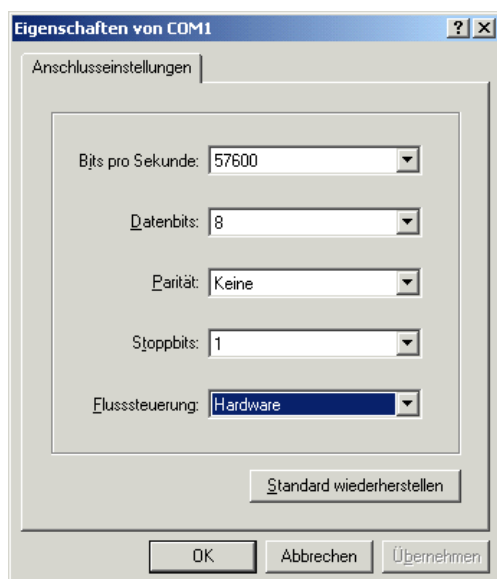 Eigenschaften von COM1
Anschlusseinstellungen
Bits pro Sekunde: 57600
Datenbits: 8
Parität: Keine
Stoppbits: 1
Flusssteuerung: Hardware
Standard wiederherstellen
OK Abbrechen Übernehmen